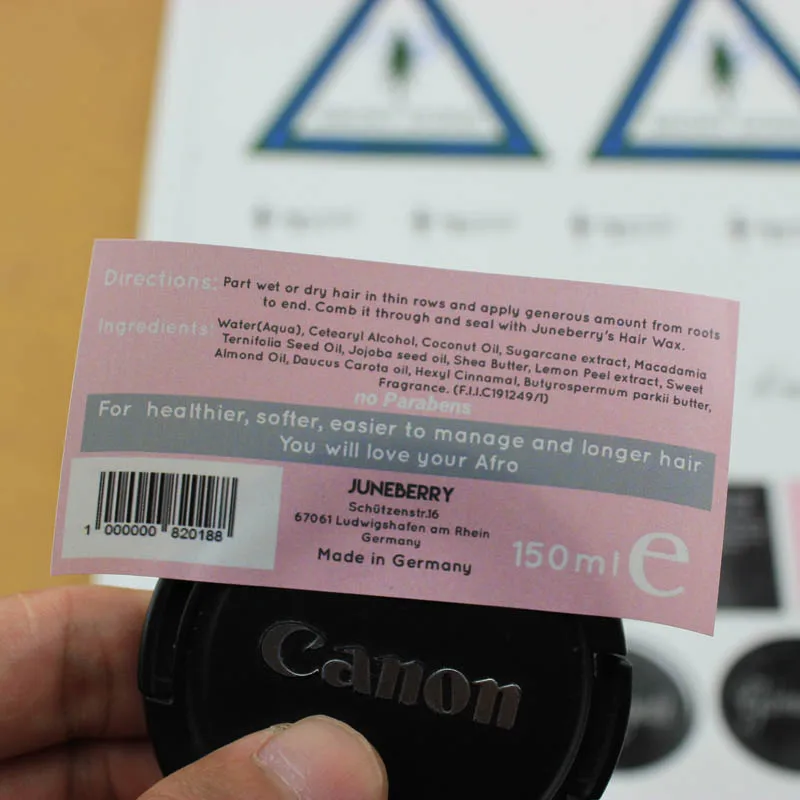 Directions: Part wet or dry hair in thin rows and apply generous amount from roots
to end. Comb it through and seal with Juneberry's Hair Wax.
Ingredients: Water(Aqua), Cetearyl Alcohol, Coconut Oil, Sugarcane extract, Macadamia
Ternifolia Seed Oil, Jojoba seed oil, Shea Butter, Lemon Peel extract, Sweet
Almond Oil, Daucus Carota oil, Hexyl Cinnamal, Butyrospermum parkii butter,
Fragrance. (F.I.I.C191249/1)
no Parabens
For healthier, softer, easier to manage and longer hair
You will love your Afro
1 000000 820188
JUNEBERRY
Schützenstr.16
67061 Ludwigshafen am Rhein
Germany
Made in Germany
150ml e
Canon